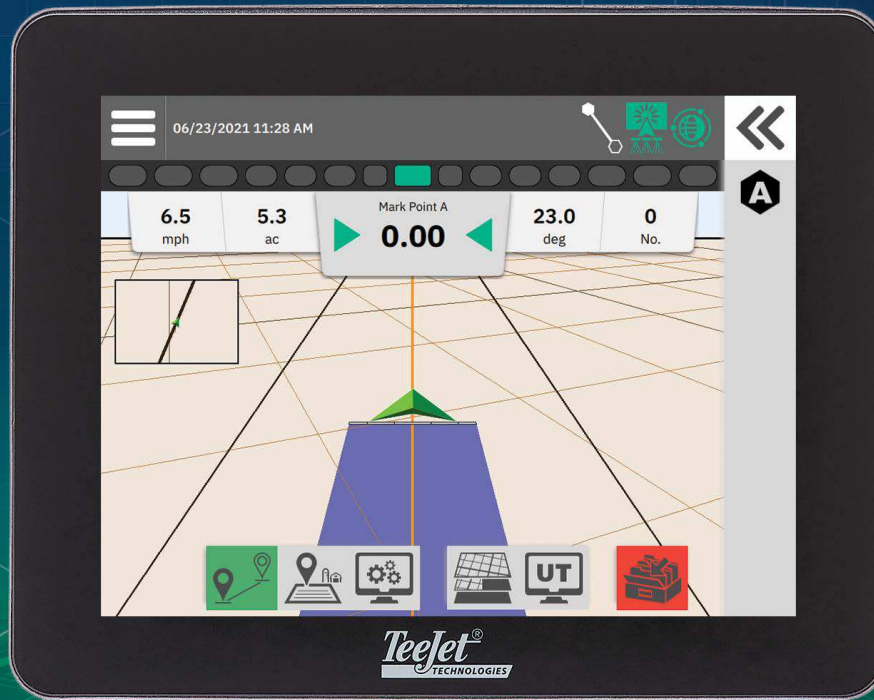 06/23/2021 11:28 AM
A
Mark Point A
6.5 5.3 0.00 23.0 0
mph ac deg No.
UT
TeeJet®
TECHNOLOGIES